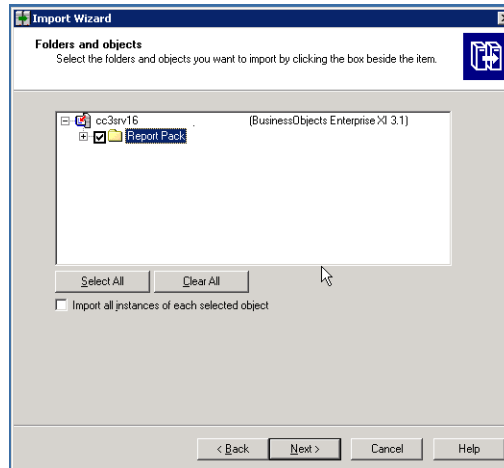 Import Wizard
Folders and objects
Select the folders and objects you want to import by clicking the box beside the item.
cc3srv16 . (BusinessObjects Enterprise XI 3.1)
Report Pack
Select All Clear All
Import all instances of each selected object
< Back Next > Cancel Help